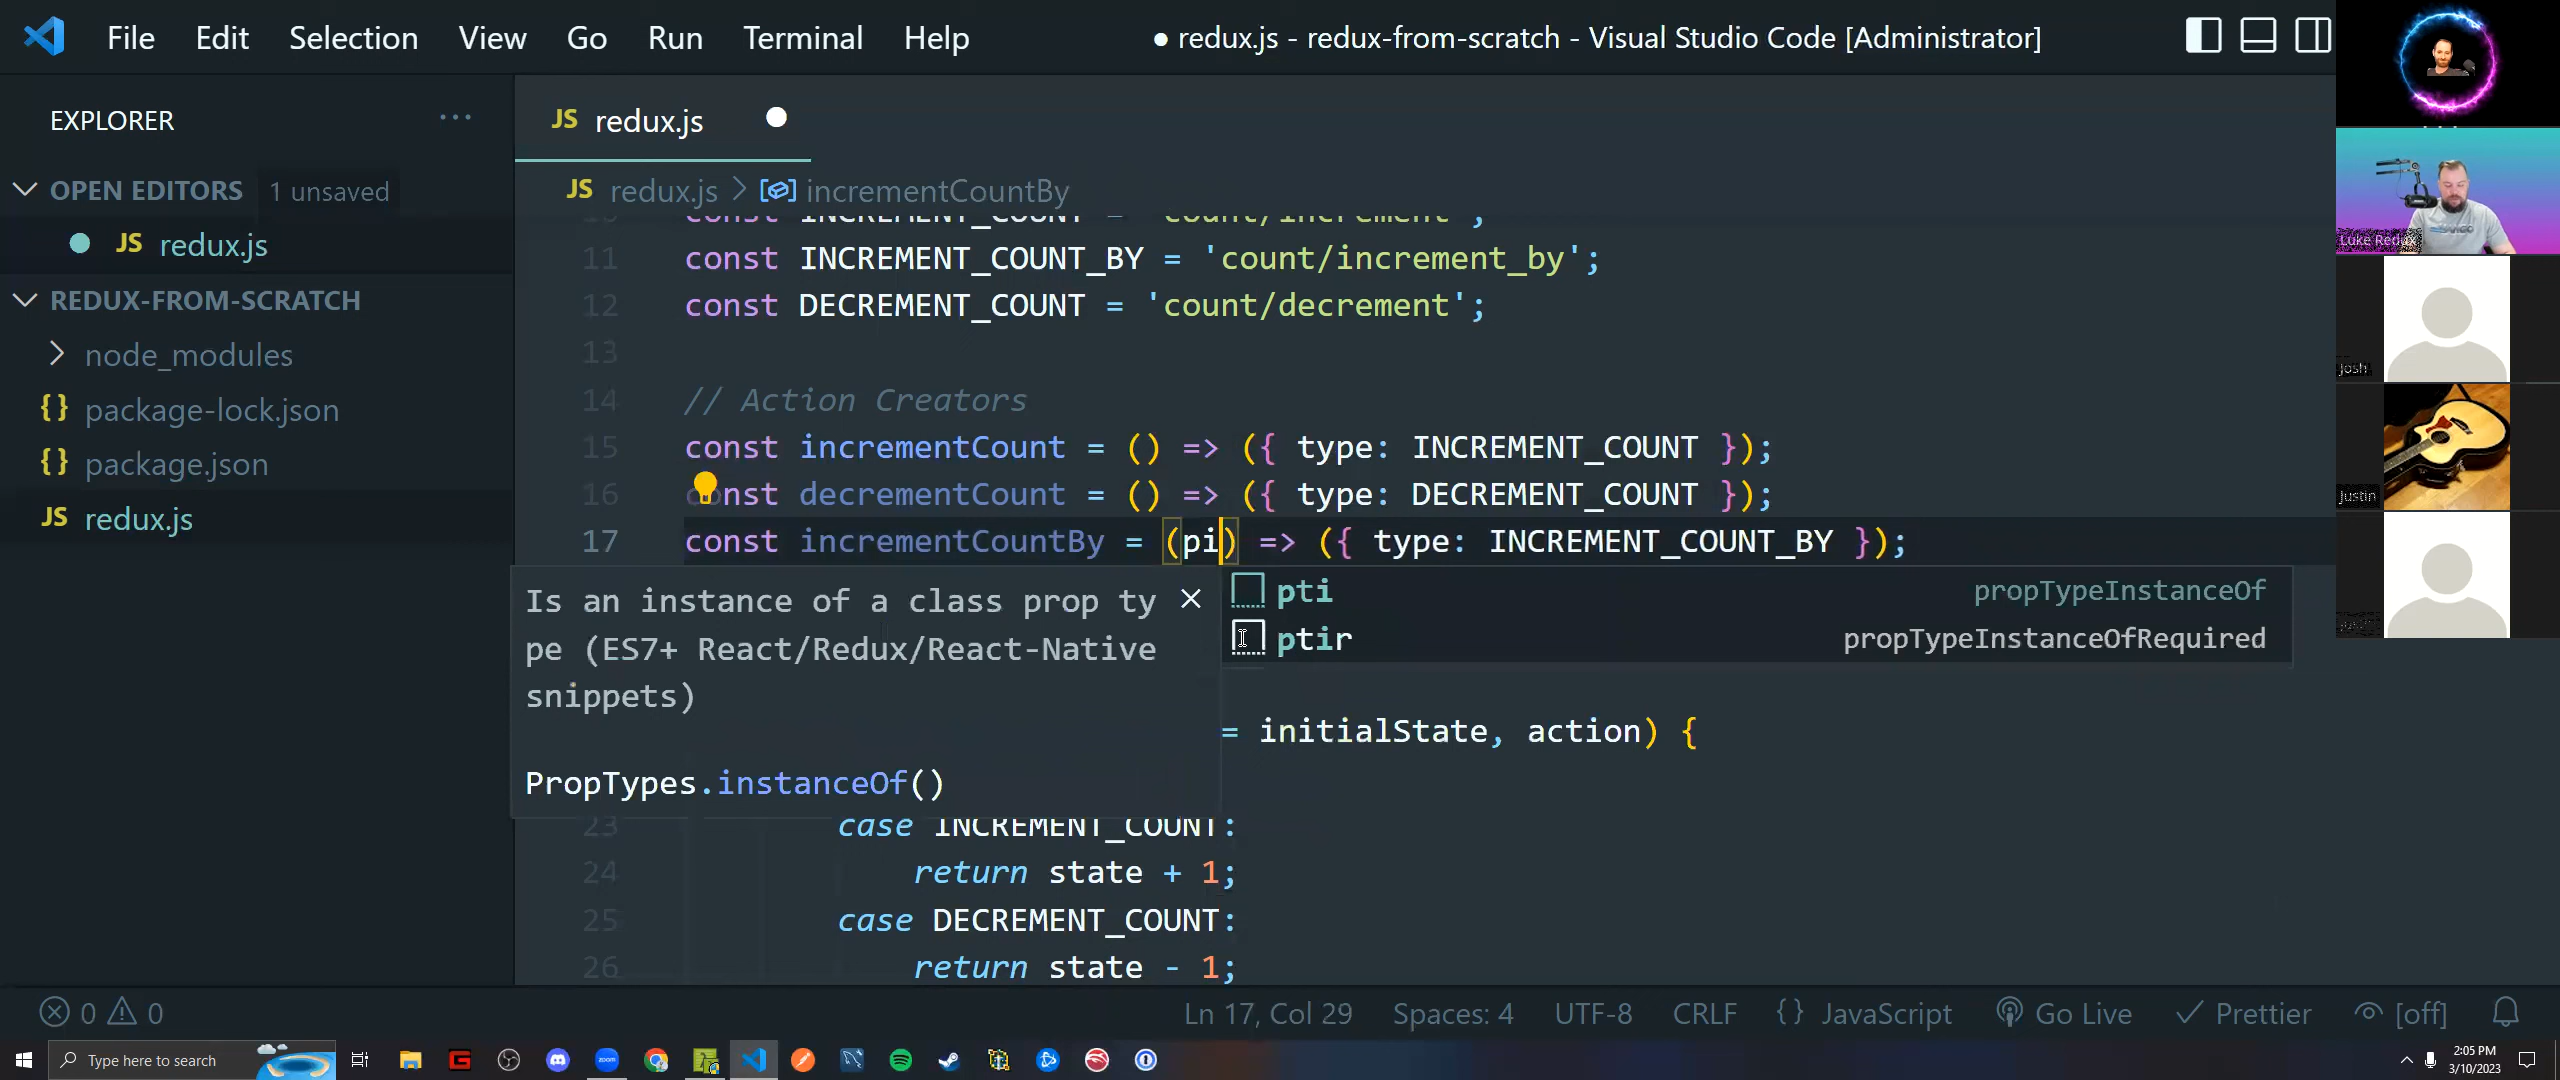 File Edit Selection View Go Run Terminal Help
● redux.js - redux-from-scratch - Visual Studio Code [Administrator]
EXPLORER
···
OPEN EDITORS 1 unsaved
JS redux.js
REDUX-FROM-SCRATCH
node_modules
{} package-lock.json
{} package.json
JS redux.js
JS redux.js
JS redux.js > incrementCountBy
const INCREMENT_COUNT = 'count/increment';
11 const INCREMENT_COUNT_BY = 'count/increment_by';
12 const DECREMENT_COUNT = 'count/decrement';
13
14 // Action Creators
15 const incrementCount = () => ({ type: INCREMENT_COUNT });
16 const decrementCount = () => ({ type: DECREMENT_COUNT });
17 const incrementCountBy = (pi) => ({ type: INCREMENT_COUNT_BY });
Is an instance of a class prop ty
pe (ES7+ React/Redux/React-Native
snippets)
PropTypes.instanceOf()
pti propTypeInstanceOf
ptir propTypeInstanceOfRequired
= initialState, action) {
23 case INCREMENT_COUNT:
24 return state + 1;
25 case DECREMENT_COUNT:
26 return state - 1;
0 0
Ln 17, Col 29 Spaces: 4 UTF-8 CRLF {} JavaScript Go Live Prettier [off]
Type here to search
zoom
2:05 PM
3/10/2023
Luke Redux
Josh
Justin